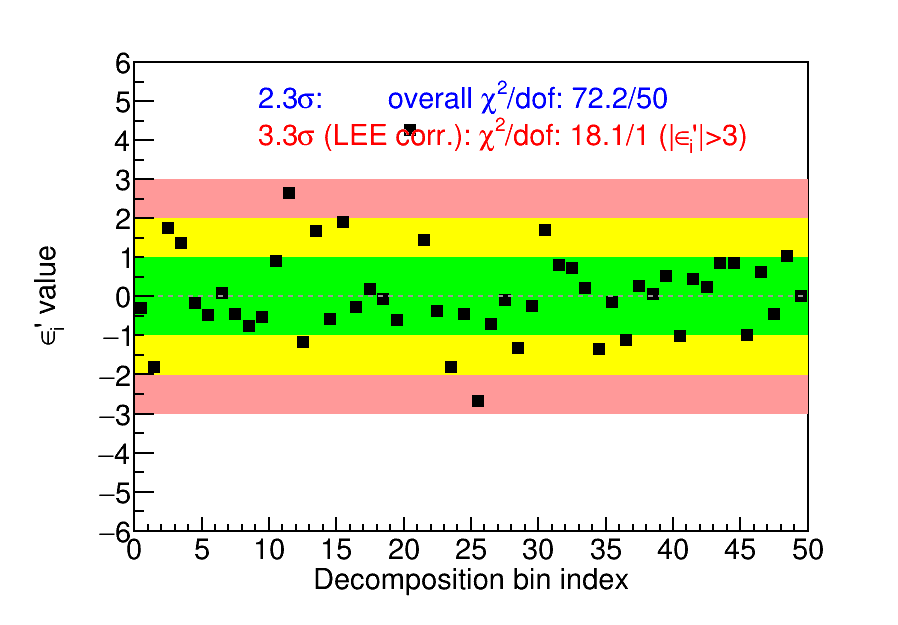 6
5
4
3
2
1
0
−1
−2
−3
−4
−5
−6
ϵᵢ' value
2.3σ: overall χ²/dof: 72.2/50
3.3σ (LEE corr.): χ²/dof: 18.1/1 (|ϵᵢ'|>3)
0 5 10 15 20 25 30 35 40 45 50
Decomposition bin index